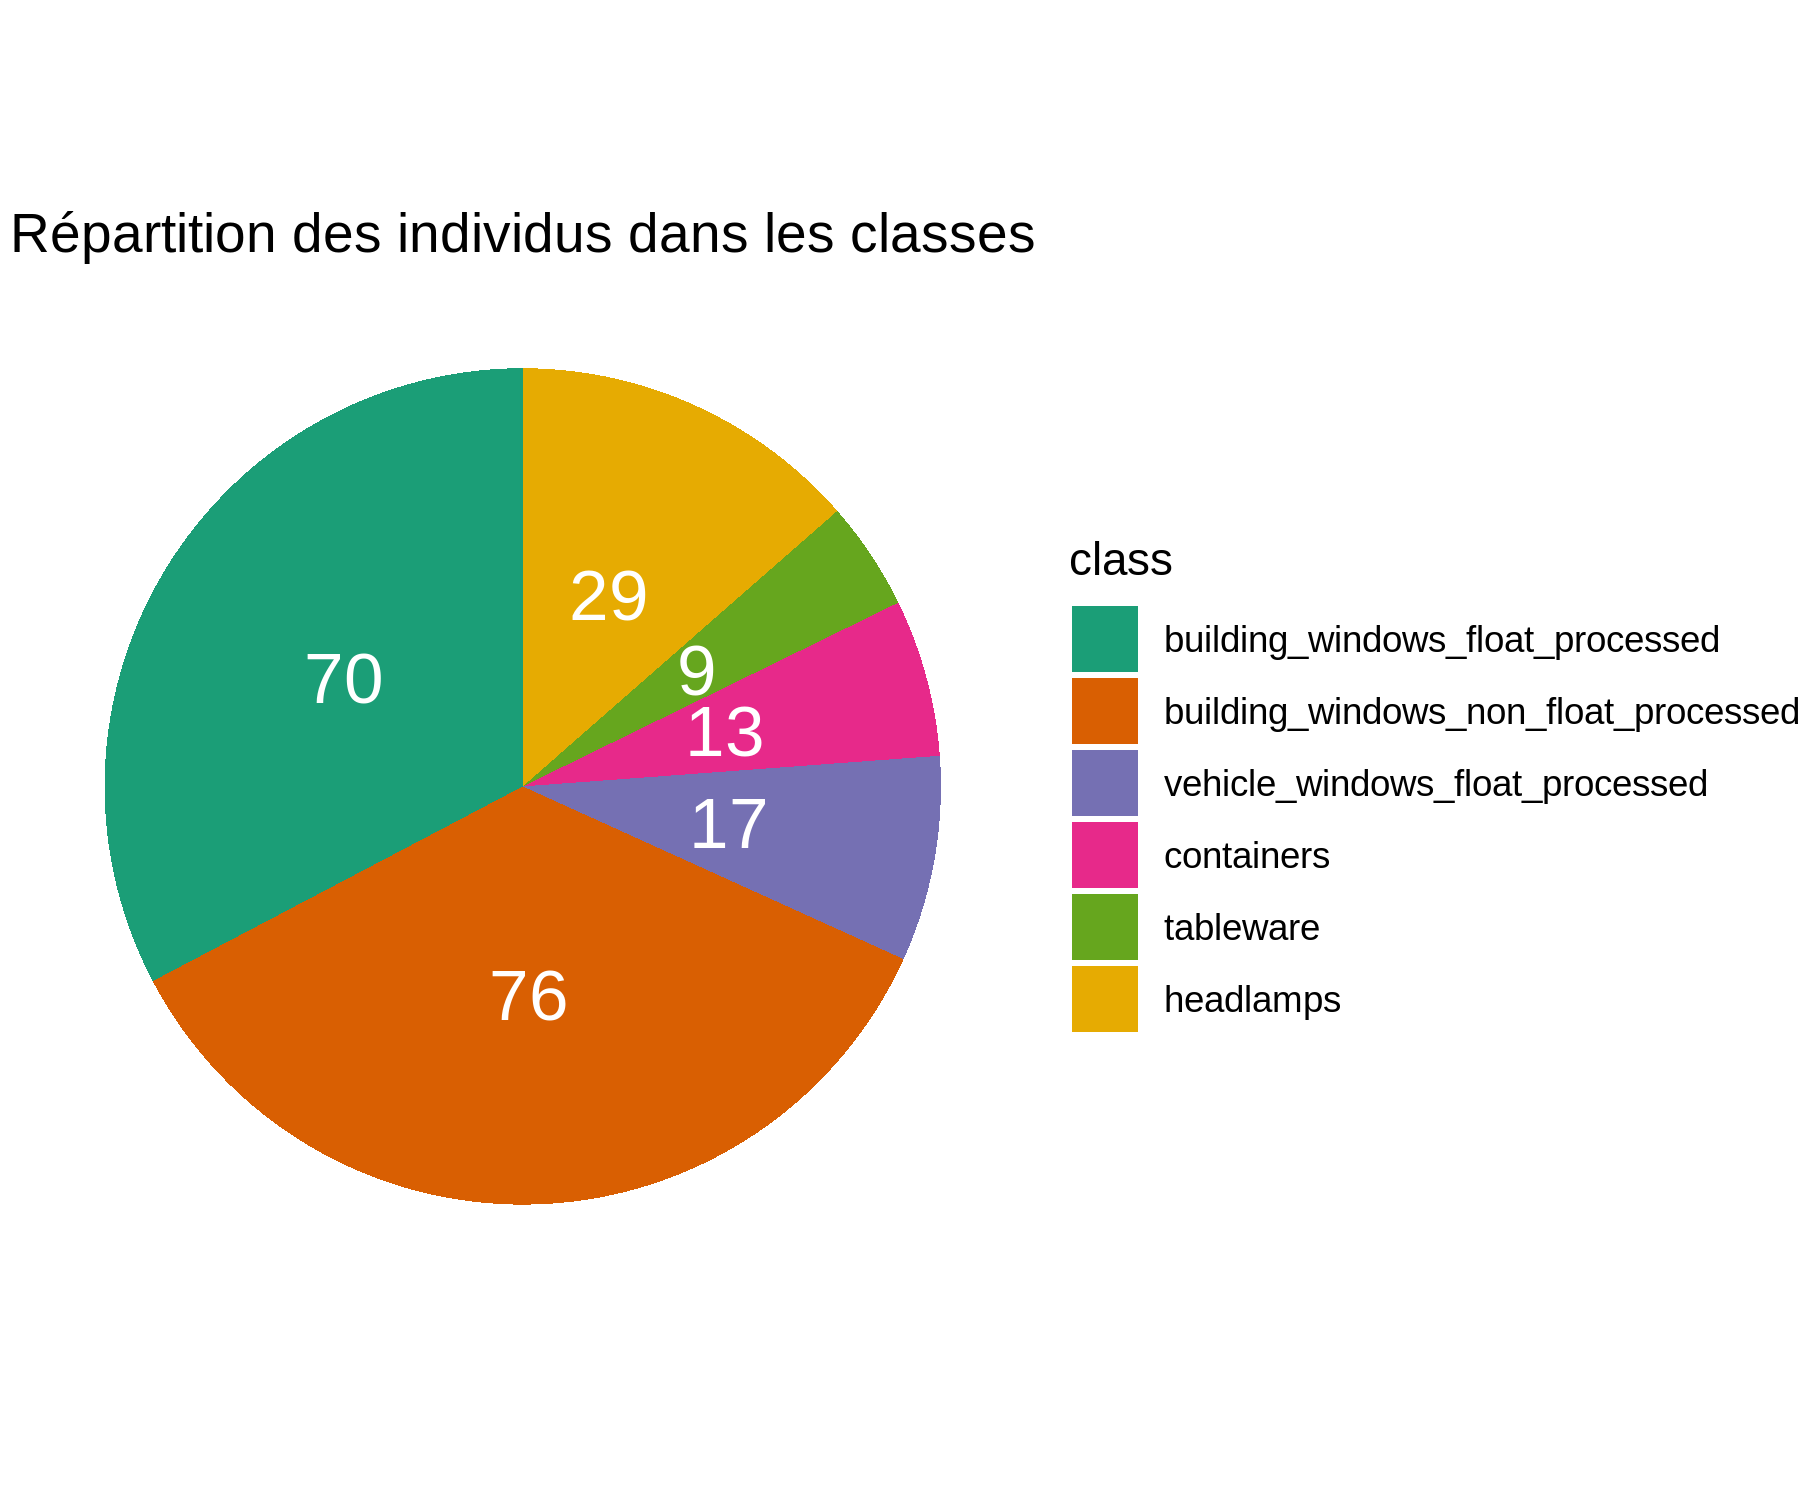 Répartition des individus dans les classes
29
70
9
13
17
76
class
building_windows_float_processed
building_windows_non_float_processed
vehicle_windows_float_processed
containers
tableware
headlamps